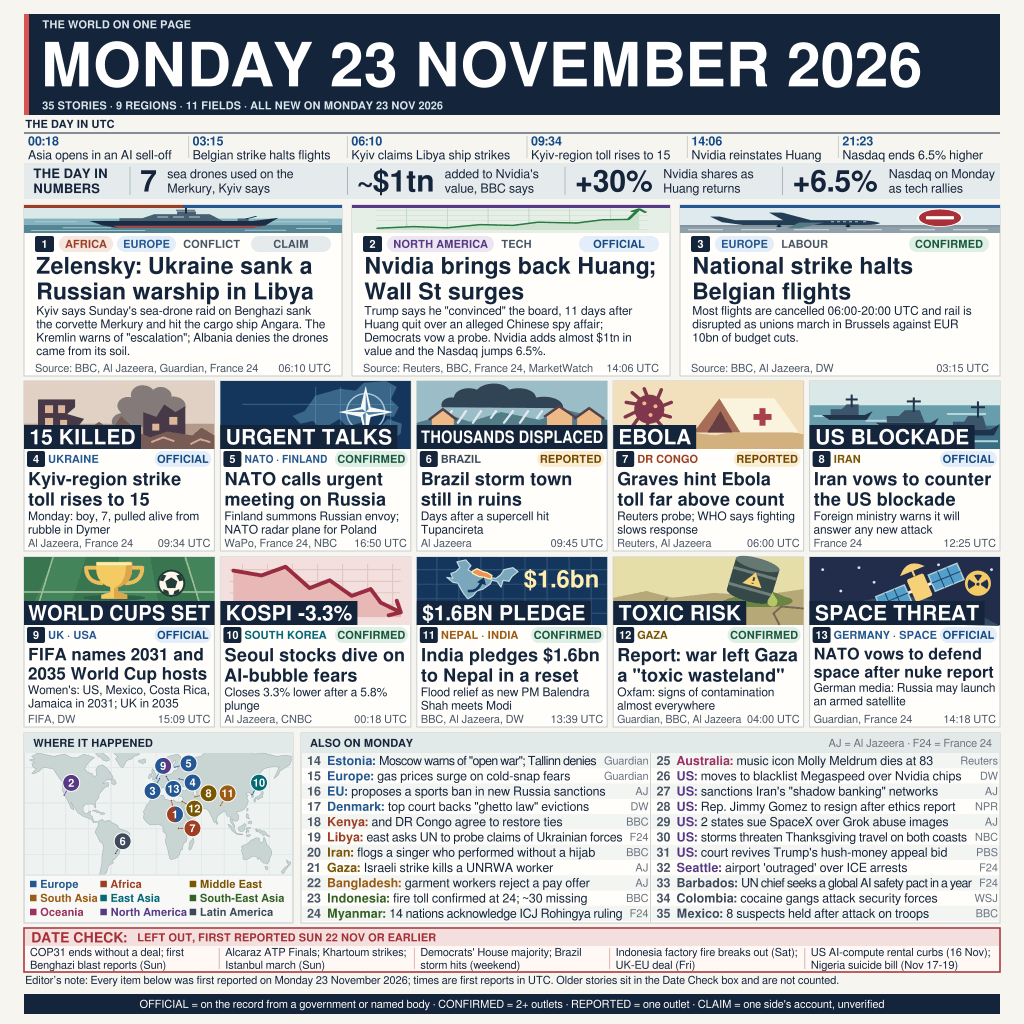 THE WORLD ON ONE PAGE
MONDAY 23 NOVEMBER 2026
35 STORIES · 9 REGIONS · 11 FIELDS · ALL NEW ON MONDAY 23 NOV 2026
THE DAY IN UTC
00:18
Asia opens in an AI sell-off
03:15
Belgian strike halts flights
06:10
Kyiv claims Libya ship strikes
09:34
Kyiv-region toll rises to 15
14:06
Nvidia reinstates Huang
21:23
Nasdaq ends 6.5% higher
THE DAY IN
NUMBERS
7
sea drones used on the
Merkury, Kyiv says
~$1tn
added to Nvidia's
value, BBC says
+30%
Nvidia shares as
Huang returns
+6.5%
Nasdaq on Monday
as tech rallies
1 AFRICA EUROPE CONFLICT CLAIM
Zelensky: Ukraine sank a
Russian warship in Libya
Kyiv says Sunday's sea-drone raid on Benghazi sank
the corvette Merkury and hit the cargo ship Angara. The
Kremlin warns of "escalation"; Albania denies the drones
came from its soil.
Source: BBC, Al Jazeera, Guardian, France 24 06:10 UTC
2 NORTH AMERICA TECH OFFICIAL
Nvidia brings back Huang;
Wall St surges
Trump says he "convinced" the board, 11 days after
Huang quit over an alleged Chinese spy affair;
Democrats vow a probe. Nvidia adds almost $1tn in
value and the Nasdaq jumps 6.5%.
Source: Reuters, BBC, France 24, MarketWatch 14:06 UTC
3 EUROPE LABOUR CONFIRMED
National strike halts
Belgian flights
Most flights are cancelled 06:00-20:00 UTC and rail is
disrupted as unions march in Brussels against EUR
10bn of budget cuts.
Source: BBC, Al Jazeera, DW 03:15 UTC
15 KILLED
4 UKRAINE OFFICIAL
Kyiv-region strike
toll rises to 15
Monday: boy, 7, pulled alive from
rubble in Dymer
Al Jazeera, France 24 09:34 UTC
URGENT TALKS
5 NATO · FINLAND CONFIRMED
NATO calls urgent
meeting on Russia
Finland summons Russian envoy;
NATO radar plane for Poland
WaPo, France 24, NBC 16:50 UTC
THOUSANDS DISPLACED
6 BRAZIL REPORTED
Brazil storm town
still in ruins
Days after a supercell hit
Tupancireta
Al Jazeera 09:45 UTC
EBOLA
7 DR CONGO REPORTED
Graves hint Ebola
toll far above count
Reuters probe; WHO says fighting
slows response
Reuters, Al Jazeera 06:00 UTC
US BLOCKADE
8 IRAN OFFICIAL
Iran vows to counter
the US blockade
Foreign ministry warns it will
answer any new attack
France 24 12:25 UTC
WORLD CUPS SET
9 UK · USA OFFICIAL
FIFA names 2031 and
2035 World Cup hosts
Women's: US, Mexico, Costa Rica,
Jamaica in 2031; UK in 2035
FIFA, DW 15:09 UTC
KOSPI -3.3%
10 SOUTH KOREA CONFIRMED
Seoul stocks dive on
AI-bubble fears
Closes 3.3% lower after a 5.8%
plunge
Al Jazeera, CNBC 00:18 UTC
$1.6bn
$1.6BN PLEDGE
11 NEPAL · INDIA CONFIRMED
India pledges $1.6bn
to Nepal in a reset
Flood relief as new PM Balendra
Shah meets Modi
BBC, Al Jazeera, DW 13:39 UTC
TOXIC RISK
12 GAZA CONFIRMED
Report: war left Gaza
a "toxic wasteland"
Oxfam: signs of contamination
almost everywhere
Guardian, BBC, Al Jazeera 04:00 UTC
SPACE THREAT
13 GERMANY · SPACE OFFICIAL
NATO vows to defend
space after nuke report
German media: Russia may launch
an armed satellite
Guardian, France 24 14:18 UTC
WHERE IT HAPPENED
2
9
5
3
13
4
8
11
10
12
1
7
6
Europe Africa Middle East
South Asia East Asia South-East Asia
Oceania North America Latin America
ALSO ON MONDAY AJ = Al Jazeera · F24 = France 24
14 Estonia: Moscow warns of "open war"; Tallinn denies Guardian
15 Europe: gas prices surge on cold-snap fears Guardian
16 EU: proposes a sports ban in new Russia sanctions AJ
17 Denmark: top court backs "ghetto law" evictions DW
18 Kenya: and DR Congo agree to restore ties BBC
19 Libya: east asks UN to probe claims of Ukrainian forces F24
20 Iran: flogs a singer who performed without a hijab BBC
21 Gaza: Israeli strike kills a UNRWA worker AJ
22 Bangladesh: garment workers reject a pay offer AJ
23 Indonesia: fire toll confirmed at 24; ~30 missing BBC
24 Myanmar: 14 nations acknowledge ICJ Rohingya ruling F24
25 Australia: music icon Molly Meldrum dies at 83 Reuters
26 US: moves to blacklist Megaspeed over Nvidia chips DW
27 US: sanctions Iran's "shadow banking" networks AJ
28 US: Rep. Jimmy Gomez to resign after ethics report NPR
29 US: 2 states sue SpaceX over Grok abuse images AJ
30 US: storms threaten Thanksgiving travel on both coasts NBC
31 US: court revives Trump's hush-money appeal bid PBS
32 Seattle: airport 'outraged' over ICE arrests F24
33 Barbados: UN chief seeks a global AI safety pact in a year F24
34 Colombia: cocaine gangs attack security forces WSJ
35 Mexico: 8 suspects held after attack on troops BBC
DATE CHECK: LEFT OUT, FIRST REPORTED SUN 22 NOV OR EARLIER
COP31 ends without a deal; first
Benghazi blast reports (Sun)
Alcaraz ATP Finals; Khartoum strikes;
Istanbul march (Sun)
Democrats' House majority; Brazil
storm hits (weekend)
Indonesia factory fire breaks out (Sat);
UK-EU deal (Fri)
US AI-compute rental curbs (16 Nov);
Nigeria suicide bill (Nov 17-19)
Editor's note: Every item below was first reported on Monday 23 November 2026; times are first reports in UTC. Older stories sit in the Date Check box and are not counted.
OFFICIAL = on the record from a government or named body · CONFIRMED = 2+ outlets · REPORTED = one outlet · CLAIM = one side's account, unverified